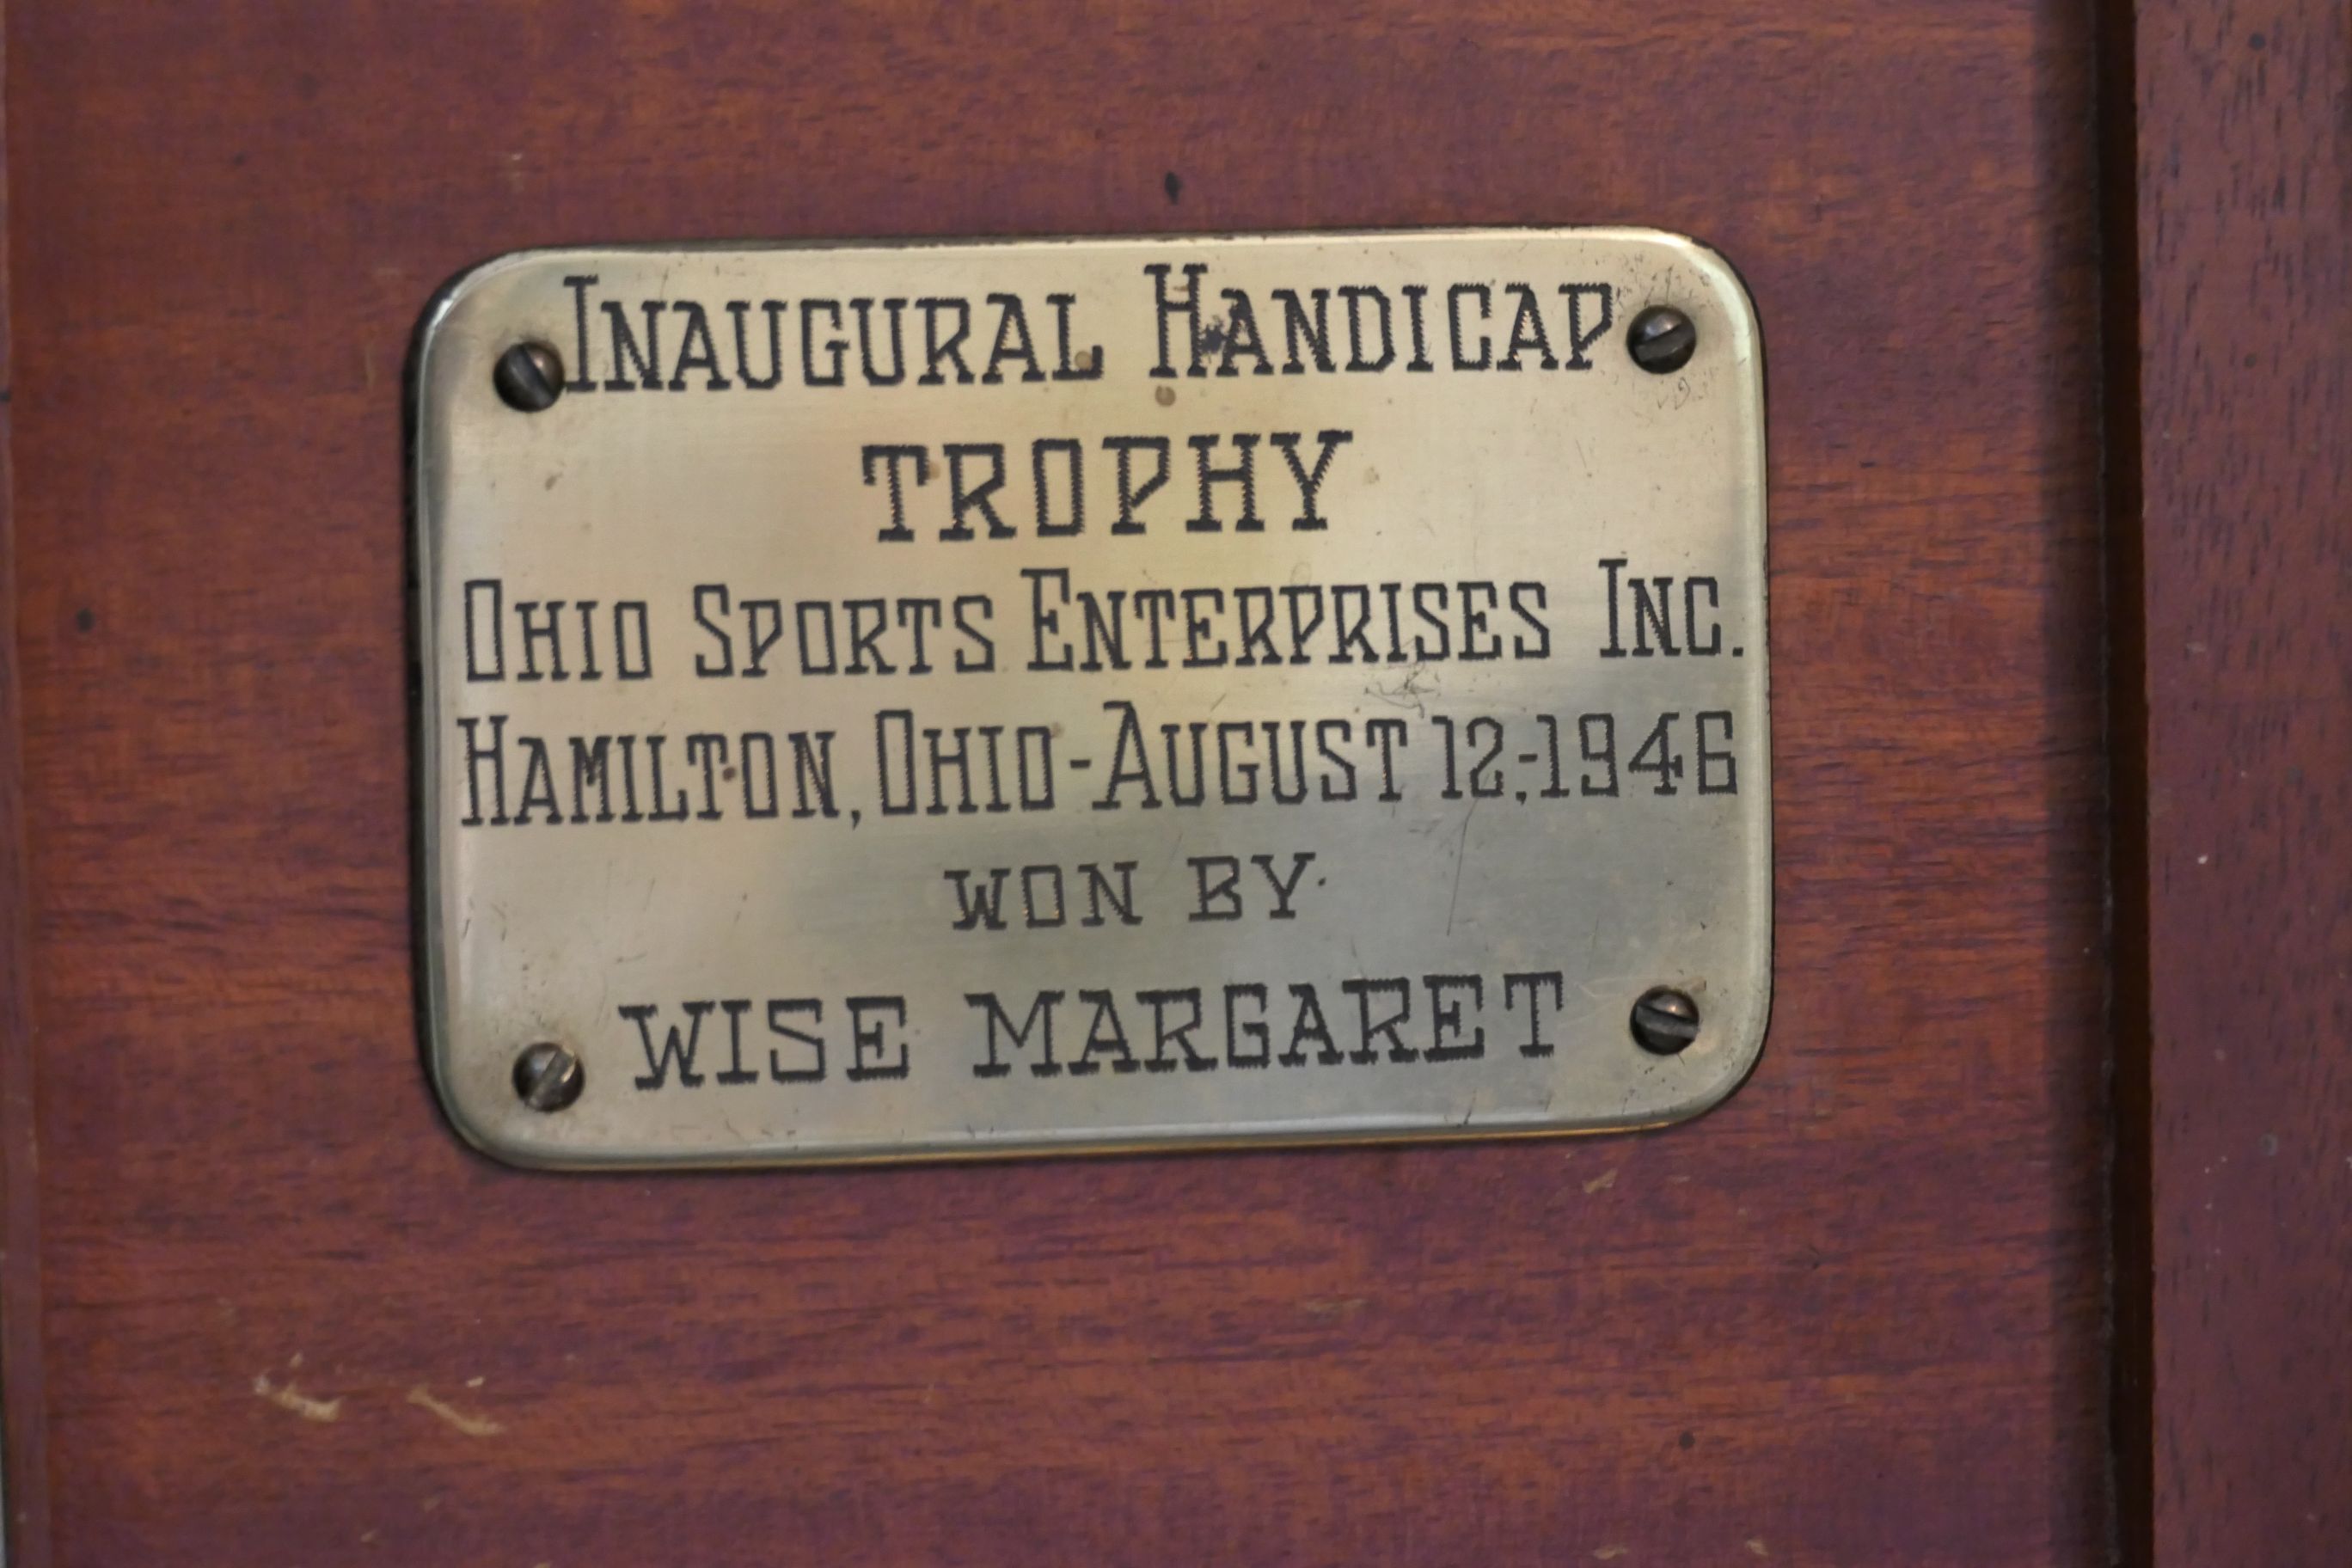 INAUGURAL HANDICAP
TROPHY
OHIO SPORTS ENTERPRISES INC.
HAMILTON, OHIO-AUGUST 12,-1946
WON BY
WISE MARGARET